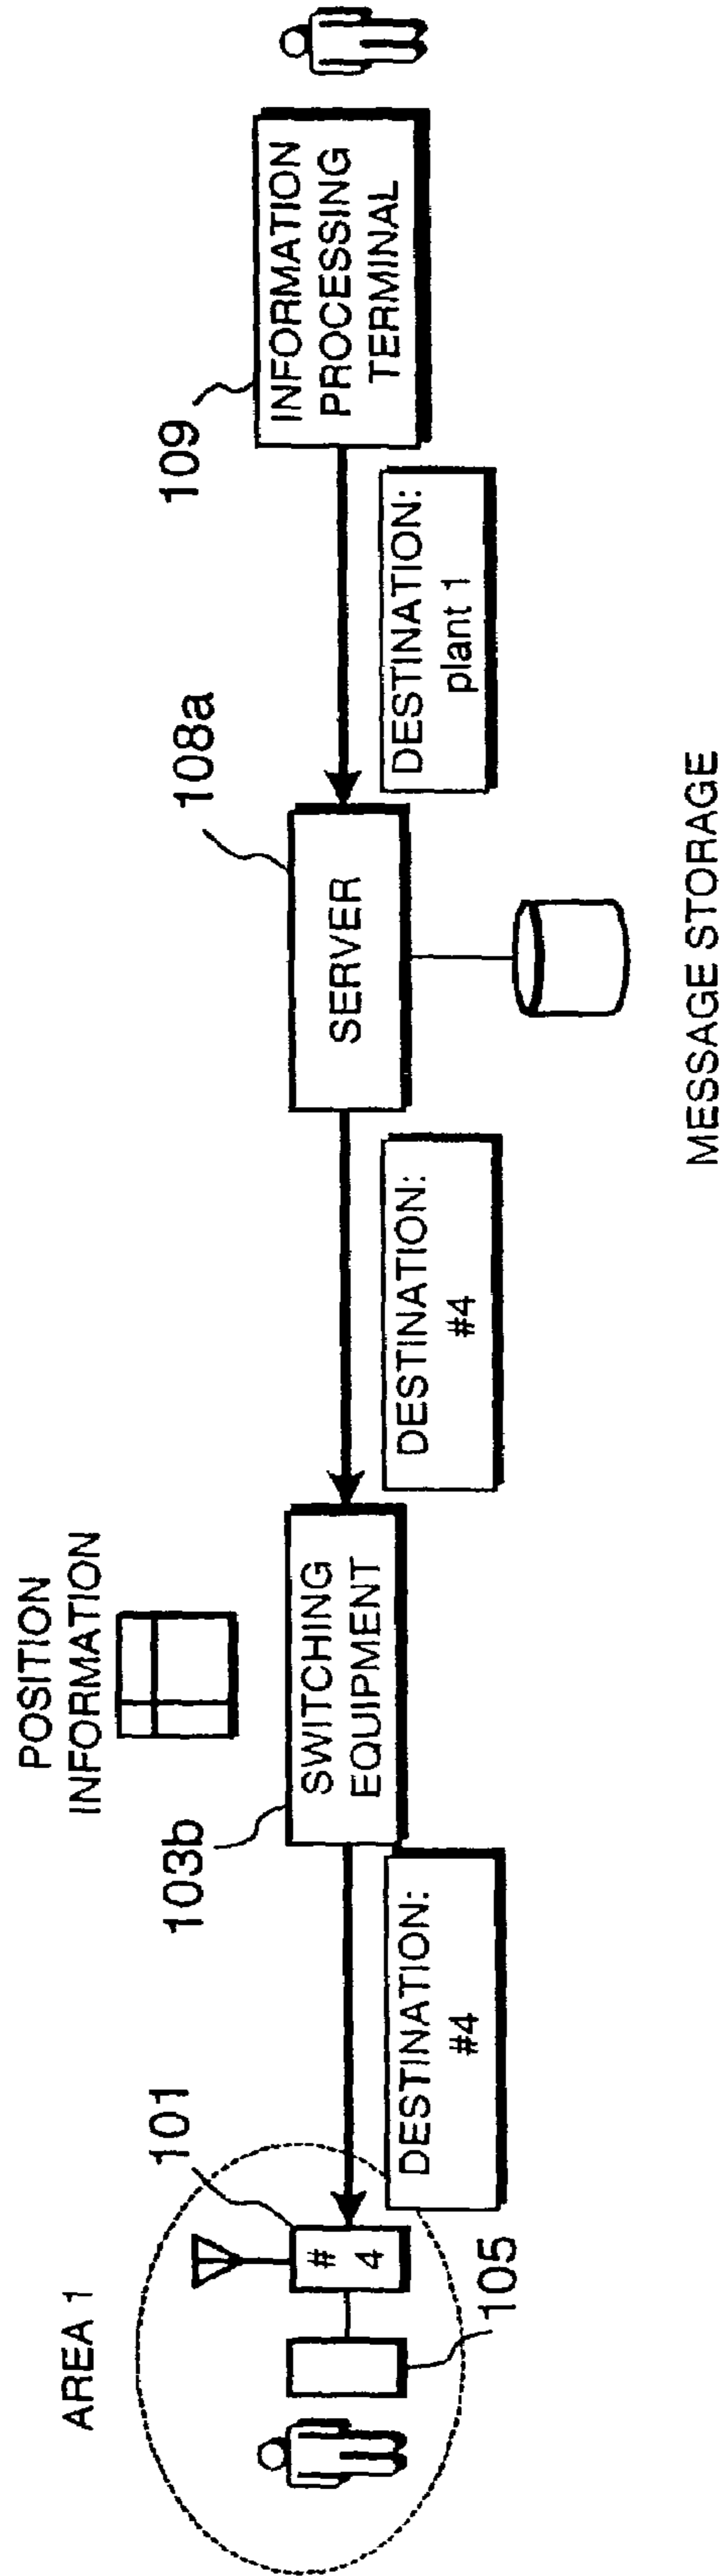 AREA 1
101
#
4
105
DESTINATION:
#4
POSITION
INFORMATION
103b
SWITCHING
EQUIPMENT
DESTINATION:
#4
108a
SERVER
MESSAGE STORAGE
DESTINATION:
plant 1
109
INFORMATION
PROCESSING
TERMINAL